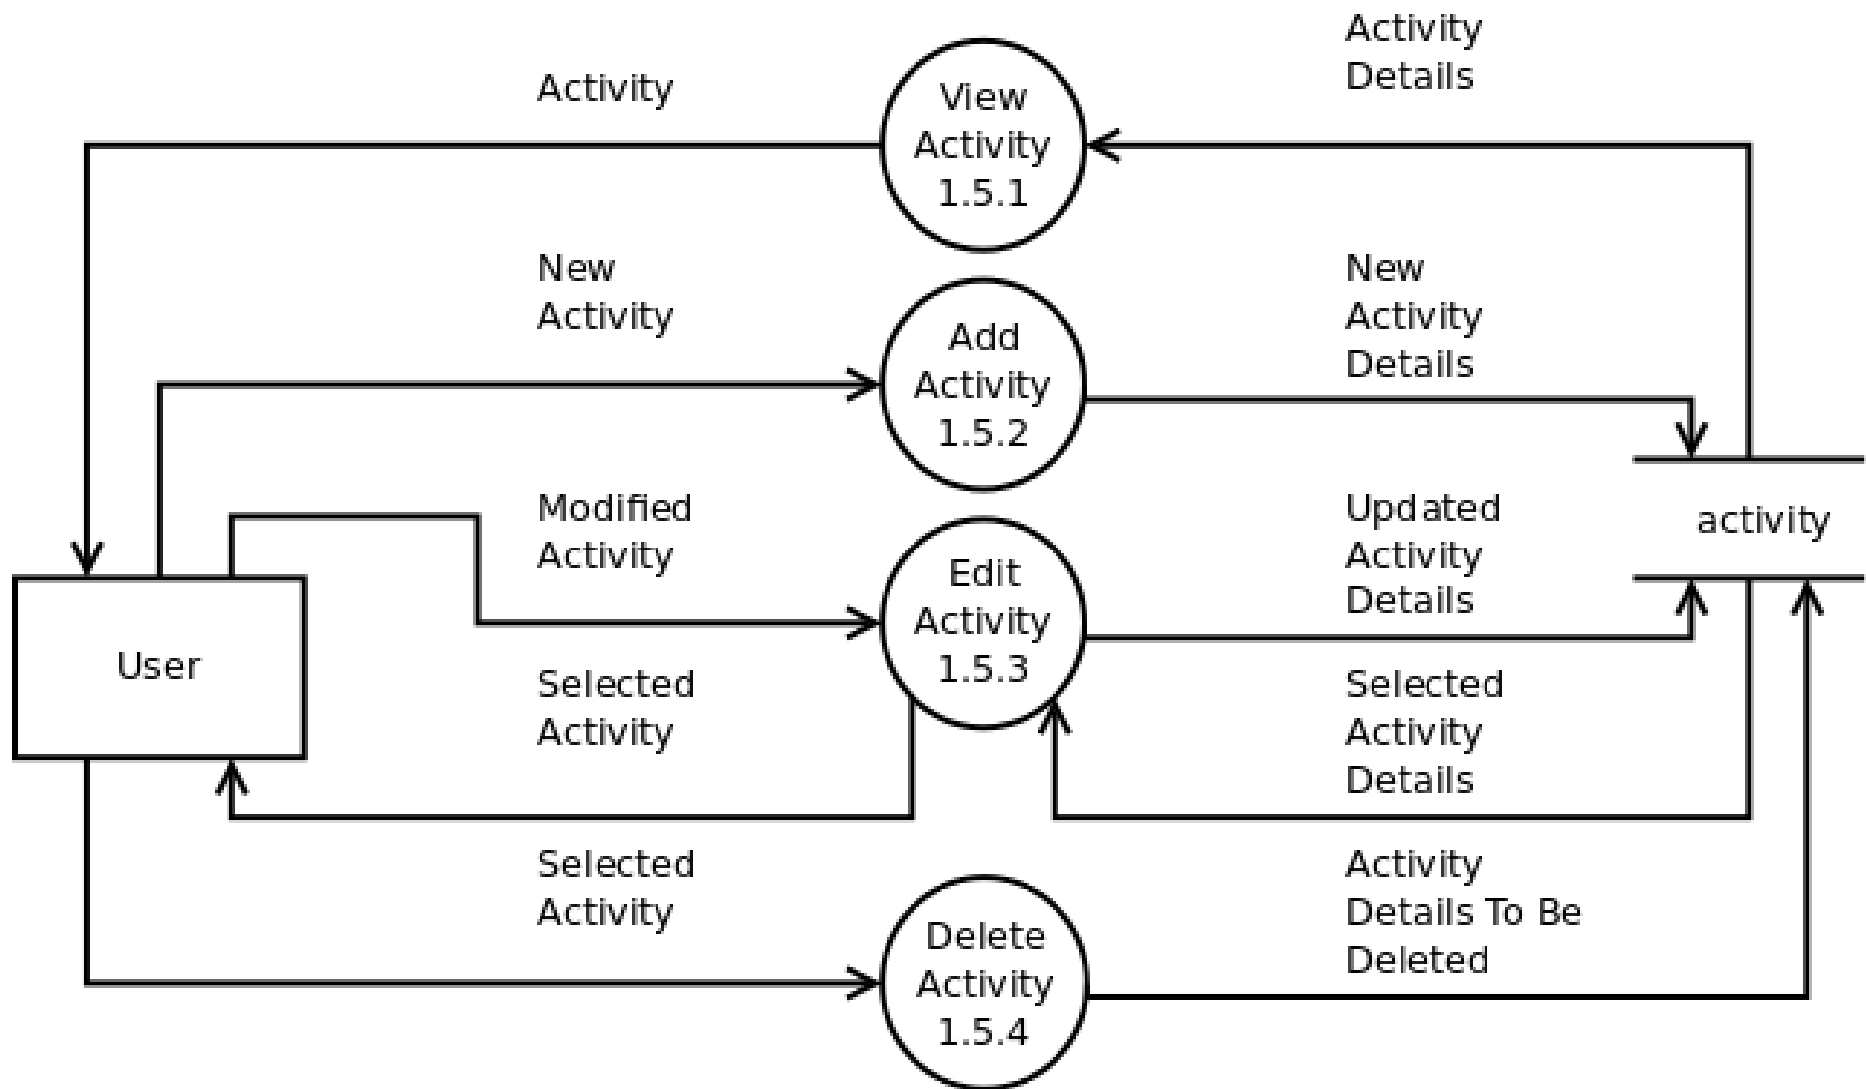 Activity
View
Activity
1.5.1
Activity
Details
New
Activity
Add
Activity
1.5.2
New
Activity
Details
Modified
Activity
Edit
Activity
1.5.3
Updated
Activity
Details
activity
User
Selected
Activity
Selected
Activity
Details
Selected
Activity
Delete
Activity
1.5.4
Activity
Details To Be
Deleted